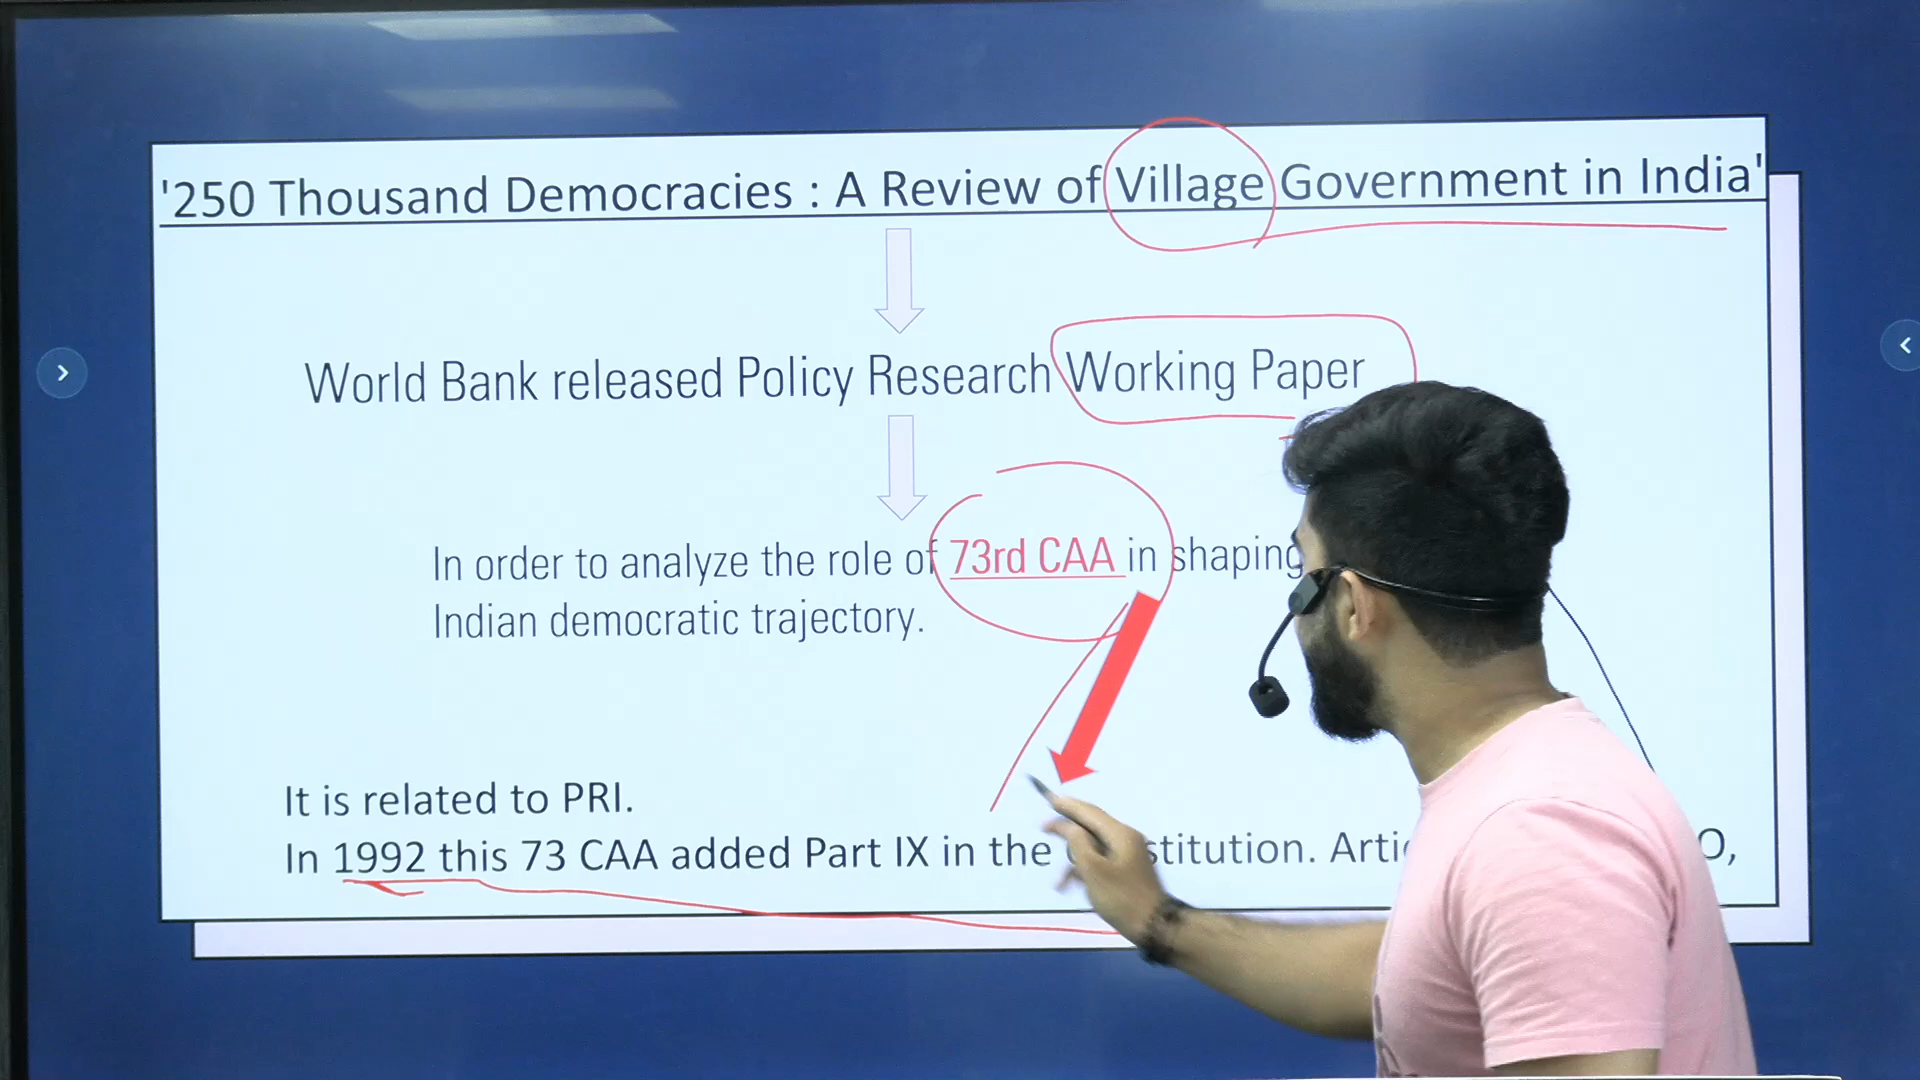 '250 Thousand Democracies : A Review of Village Government in India'
World Bank released Policy Research Working Paper
In order to analyze the role of 73rd CAA in shaping
Indian democratic trajectory.
It is related to PRI.
In 1992 this 73 CAA added Part IX in the